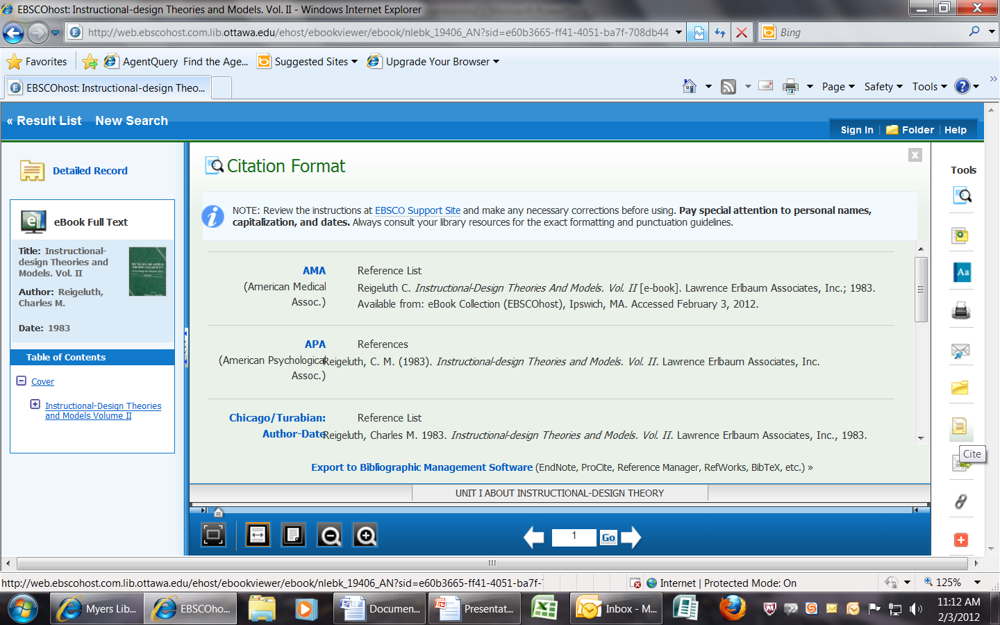 EBSCOhost: Instructional-design Theories and Models. Vol. II - Windows Internet Explorer
http://web.ebscohost.com.lib.ottawa.edu/ehost/ebookviewer/ebook/nlebk_19406_AN?sid=e60b3665-ff41-4051-ba7f-708db44
Bing
Favorites
AgentQuery Find the Age...
Suggested Sites
Upgrade Your Browser
EBSCOhost: Instructional-design Theo...
Page
Safety
Tools
« Result List
New Search
Sign In
Folder
Help
Detailed Record
eBook Full Text
Title: Instructional-
design Theories and
Models. Vol. II
Author: Reigeluth,
Charles M.
Date: 1983
Table of Contents
Cover
Instructional-Design Theories
and Models Volume II
Citation Format
NOTE: Review the instructions at EBSCO Support Site and make any necessary corrections before using. Pay special attention to personal names,
capitalization, and dates. Always consult your library resources for the exact formatting and punctuation guidelines.
AMA
(American Medical
Assoc.)
Reference List
Reigeluth C. Instructional-Design Theories And Models. Vol. II [e-book]. Lawrence Erlbaum Associates, Inc.; 1983.
Available from: eBook Collection (EBSCOhost), Ipswich, MA. Accessed February 3, 2012.
APA
(American Psychological
Assoc.)
References
Reigeluth, C. M. (1983). Instructional-design Theories and Models. Vol. II. Lawrence Erlbaum Associates, Inc.
Chicago/Turabian:
Author-Date
Reference List
Reigeluth, Charles M. 1983. Instructional-design Theories and Models. Vol. II. Lawrence Erlbaum Associates, Inc., 1983.
Export to Bibliographic Management Software (EndNote, ProCite, Reference Manager, RefWorks, BibTeX, etc.) »
UNIT I ABOUT INSTRUCTIONAL-DESIGN THEORY
1
Go
Tools
Aa
Cite
http://web.ebscohost.com.lib.ottawa.edu/ehost/ebookviewer/ebook/nlebk_19406_AN?sid=e60b3665-ff41-4051-ba7f-
Internet | Protected Mode: On
125%
Myers Lib...
EBSCOho...
Documen...
Presentat...
Inbox - M...
11:12 AM
2/3/2012